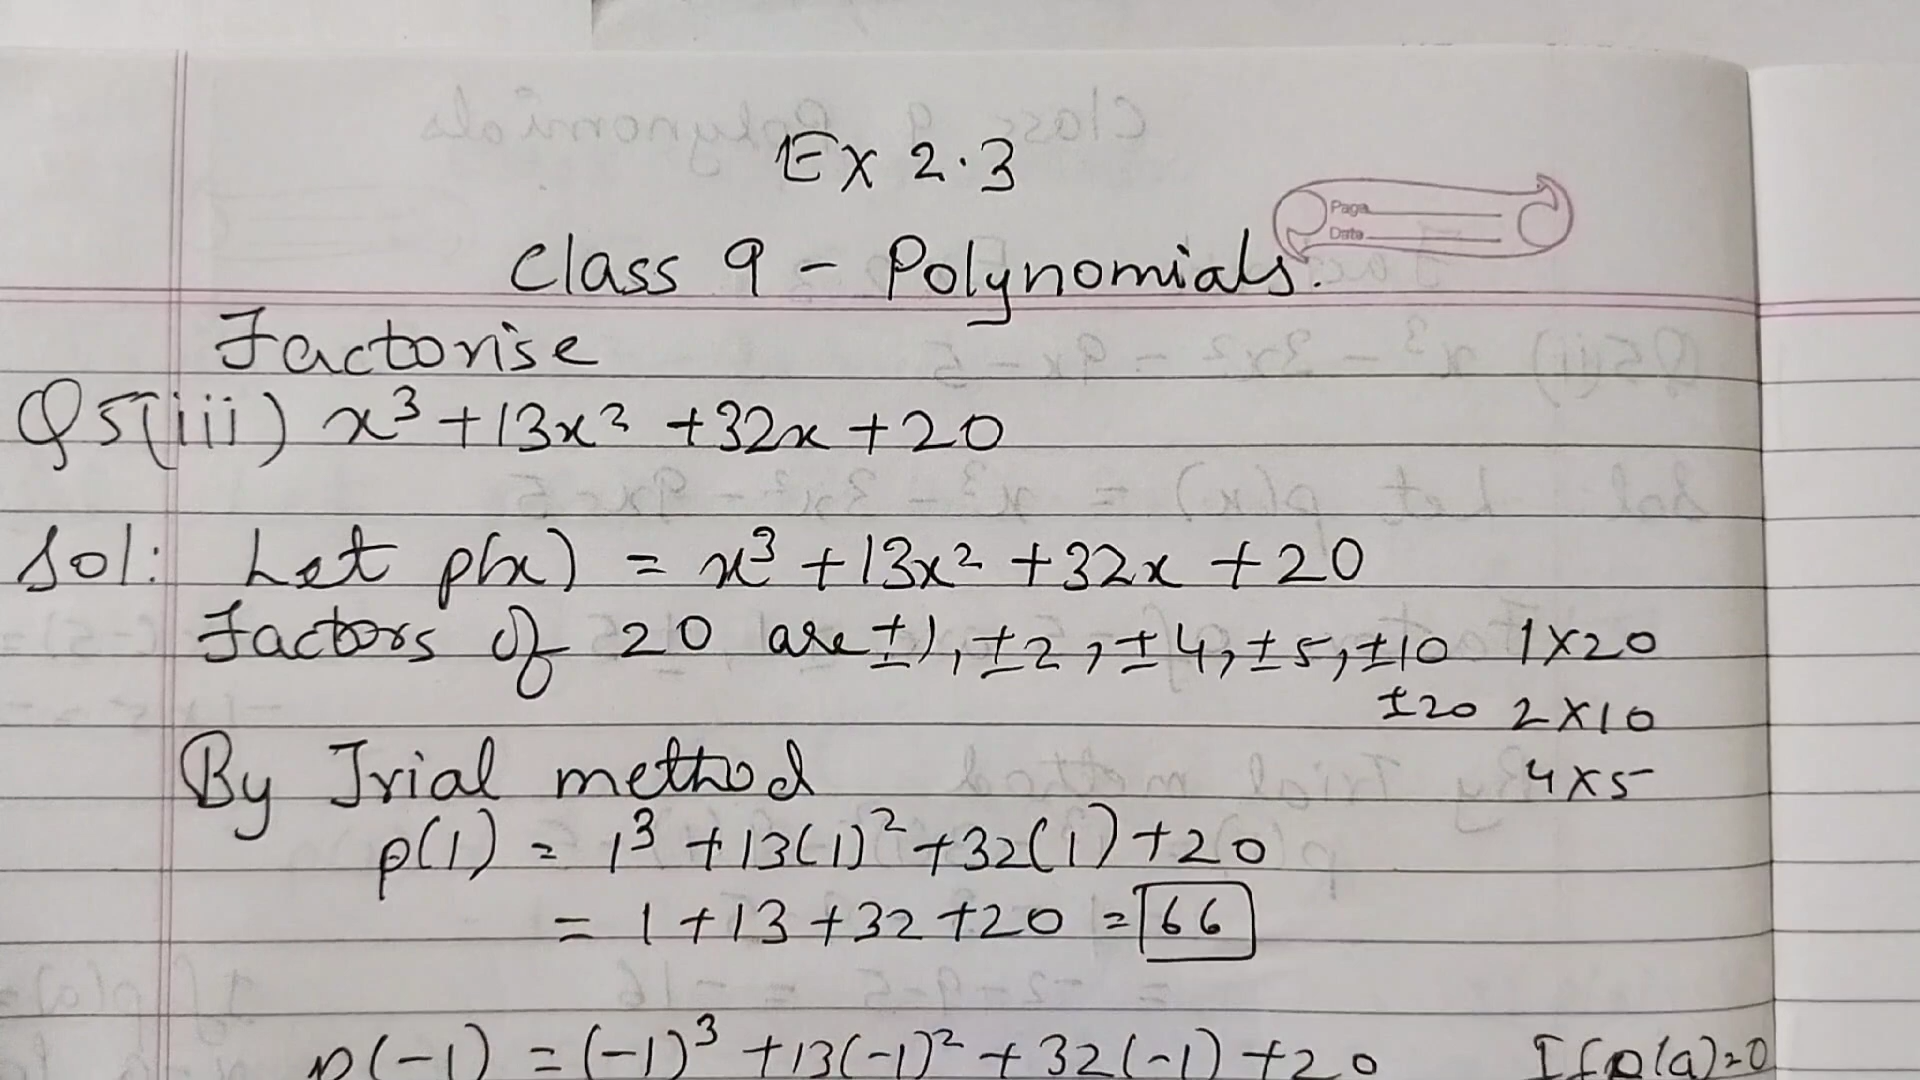 Ex 2.3
Page
Date
Class 9 - Polynomials.
Factorise
Q5(iii) x³ + 13x² + 32x + 20
Sol: Let p(x) = x³ + 13x² + 32x + 20
Factors of 20 are ±1, ±2, ±4, ±5, ±10 1×20
±20 2×10
By Trial method 4×5
p(1) = 1³ + 13(1)² + 32(1) + 20
= 1 + 13 + 32 + 20 = 66
p(-1) = (-1)³ + 13(-1)² + 32(-1) + 20 If p(a)=0